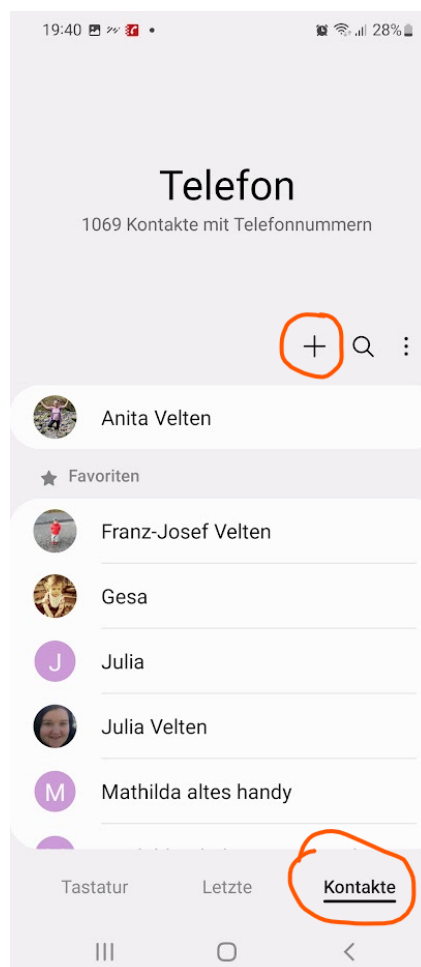 19:40 28%
Telefon
1069 Kontakte mit Telefonnummern
Anita Velten
Favoriten
Franz-Josef Velten
Gesa
J Julia
Julia Velten
M Mathilda altes handy
Tastatur Letzte Kontakte